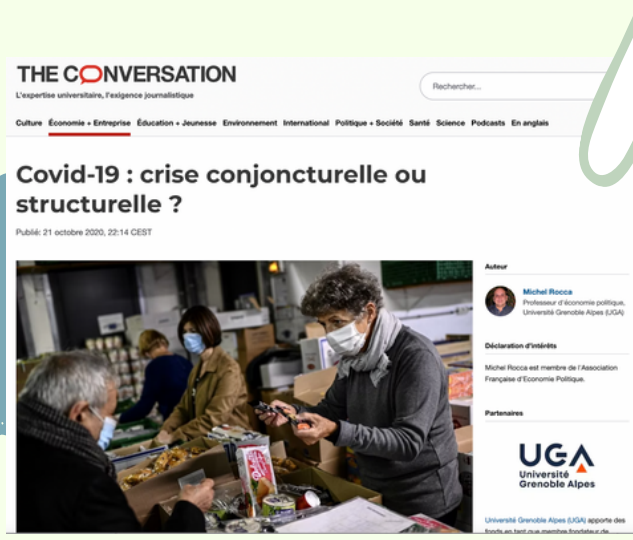 THE CONVERSATION
L'expertise universitaire, l'exigence journalistique
Rechercher...
Culture Économie + Entreprise Éducation + Jeunesse Environnement International Politique + Société Santé Science Podcasts En anglais
Covid-19 : crise conjoncturelle ou
structurelle ?
Publié: 21 octobre 2020, 22:14 CEST
Auteur
Michel Rocca
Professeur d'économie politique,
Université Grenoble Alpes (UGA)
Déclaration d'intérêts
Michel Rocca est membre de l'Association
Française d'Economie Politique.
Partenaires
UGA
Université
Grenoble Alpes
Université Grenoble Alpes (UGA) apporte des
fonds en tant que membre fondateur de